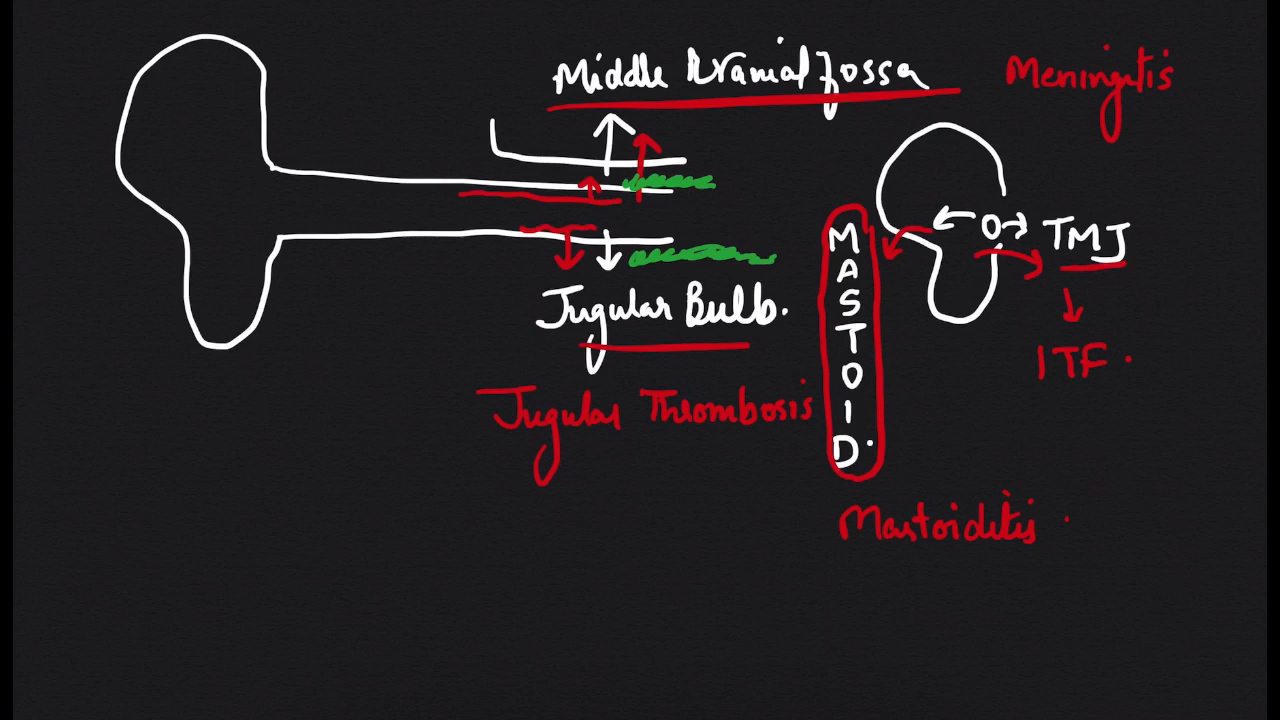 Middle Cranial fossa
Meningitis
TMJ
MASTOID.
Jugular Bulb.
ITF.
Jugular Thrombosis
Mastoiditis.